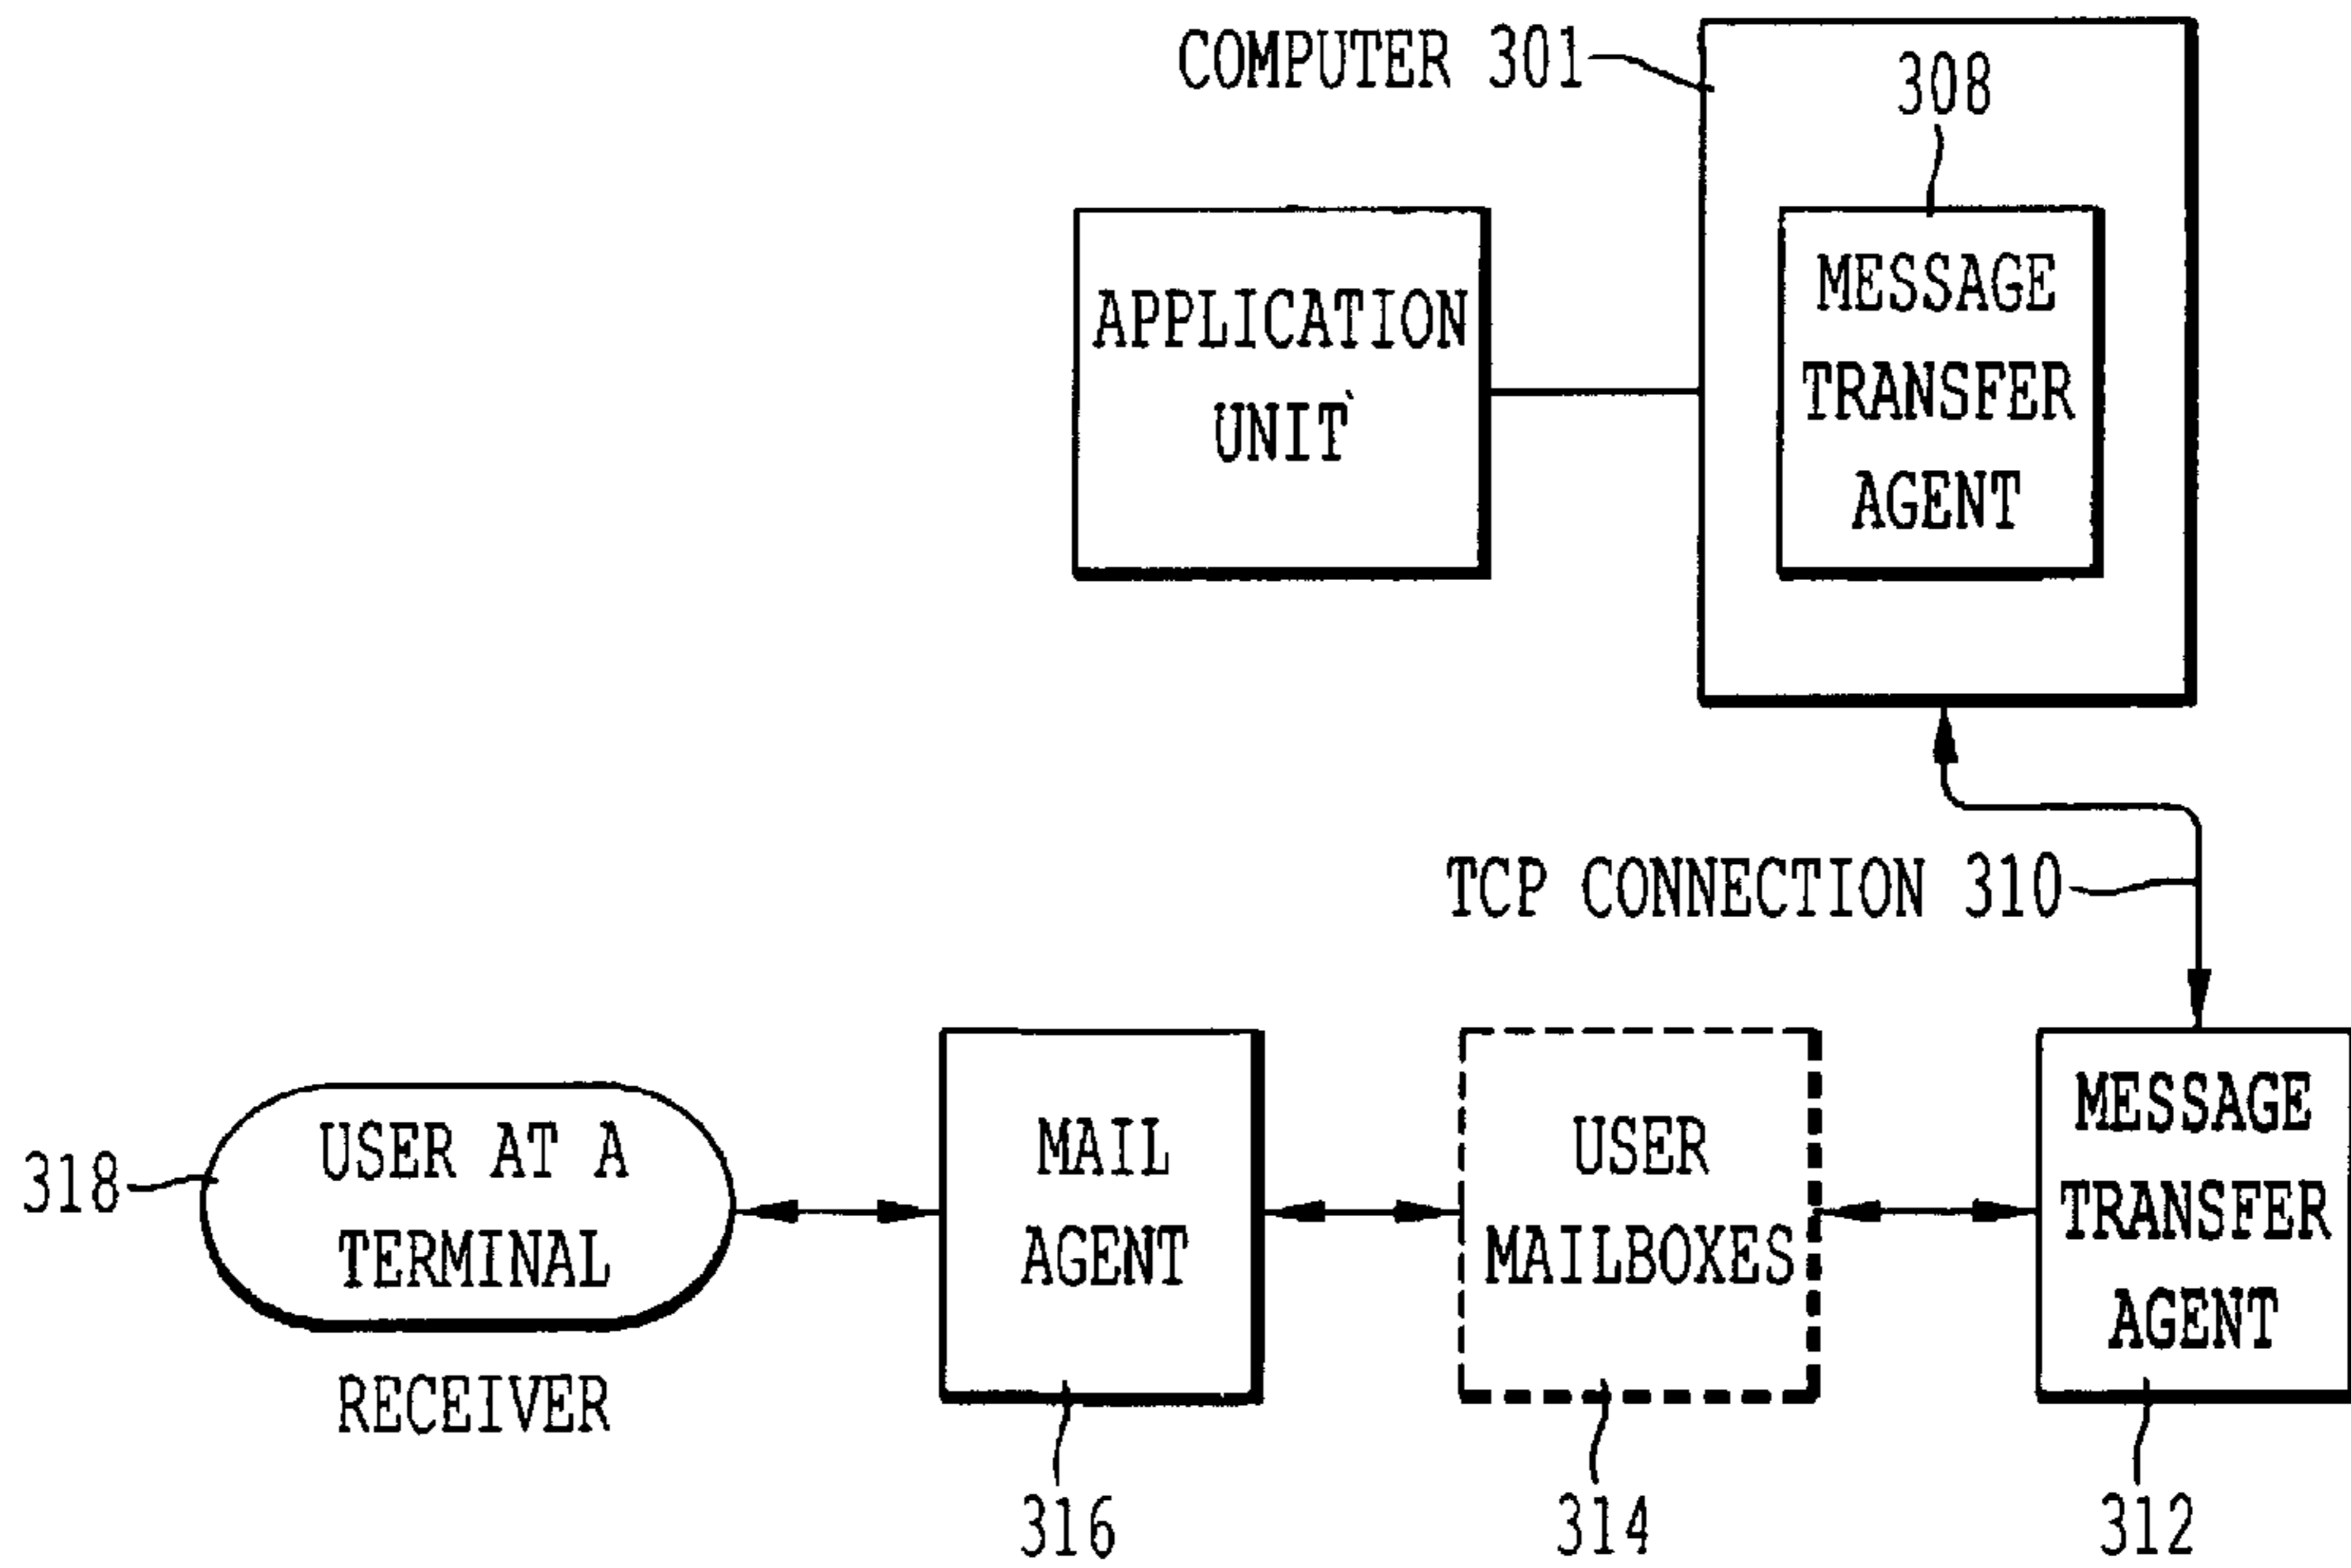 COMPUTER 301
308
APPLICATION
UNIT
MESSAGE
TRANSFER
AGENT
TCP CONNECTION 310
318
USER AT A
TERMINAL
RECEIVER
MAIL
AGENT
316
USER
MAILBOXES
314
MESSAGE
TRANSFER
AGENT
312